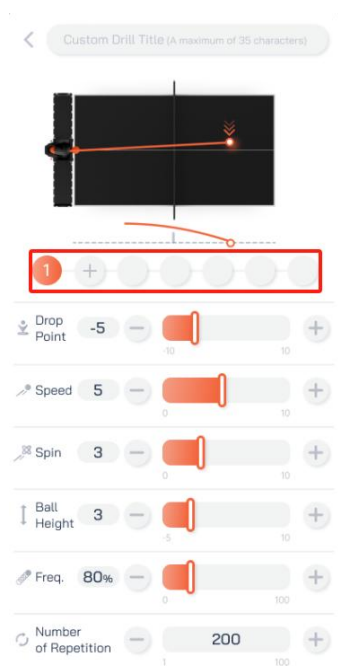 Custom Drill Title (A maximum of 35 characters)
1 +
Drop
Point -5 - +
-10 10
Speed 5 - +
0 10
Spin 3 - +
0 10
Ball
Height 3 - +
-5 10
Freq. 80% - +
0 100
Number
of Repetition - 200 +
1 100